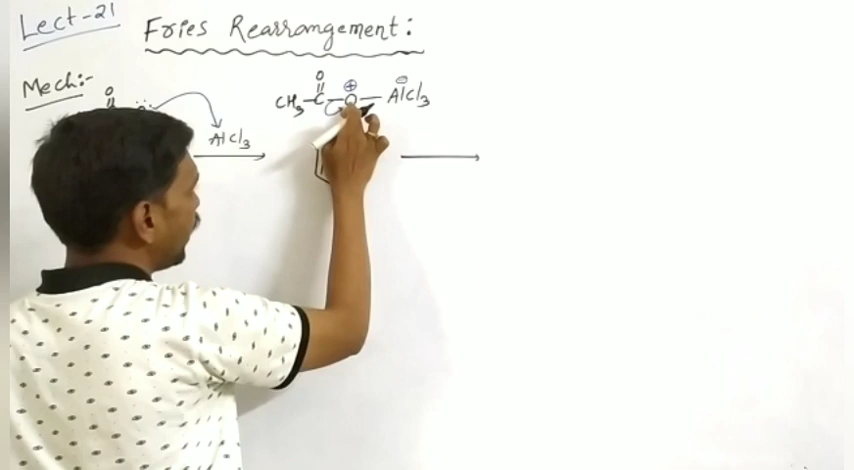 Lect-21
Fries Rearrangement:
Mech:-
O
AlCl3
O
CH3-C-O-AlCl3
⊕
⊖